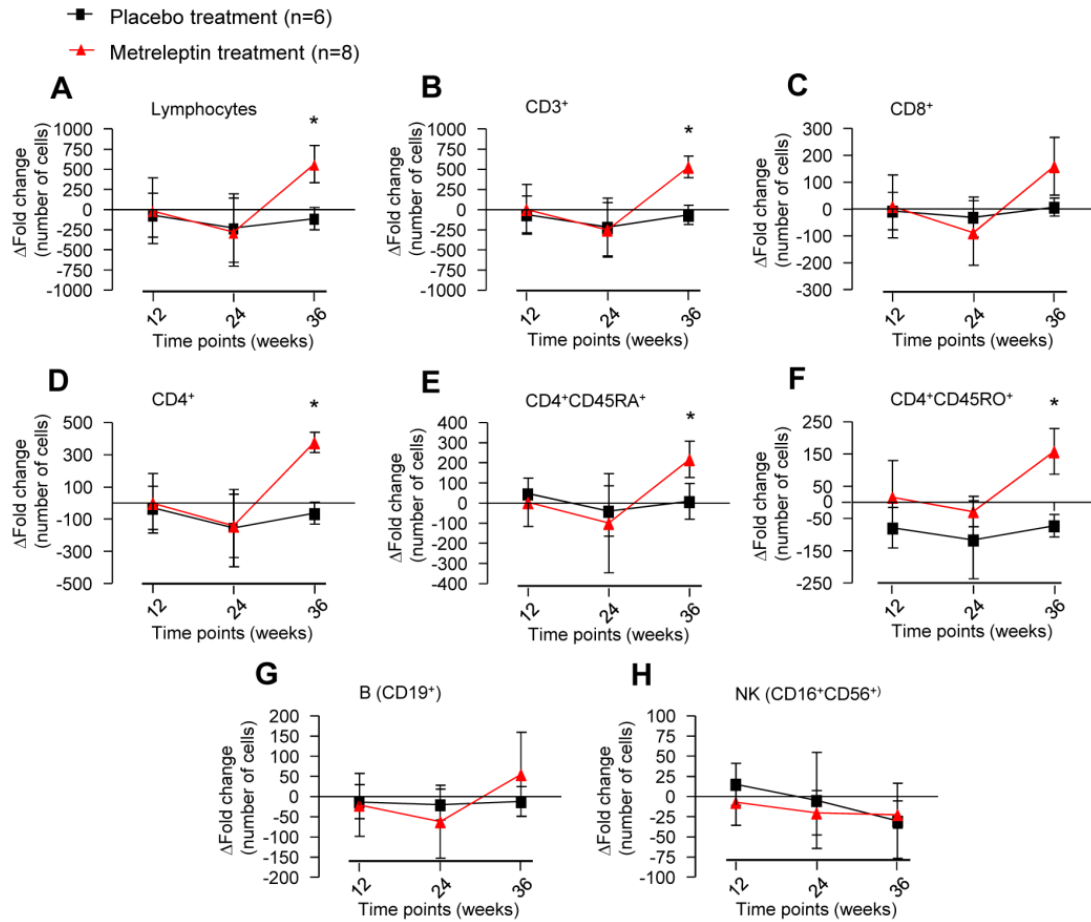 Placebo treatment (n=6)
Metreleptin treatment (n=8)
A
Lymphocytes
ΔFold change
(number of cells)
1000
750
500
250
0
-250
-500
-750
-1000
*
12
24
36
Time points (weeks)
B
CD3⁺
ΔFold change
(number of cells)
1000
750
500
250
0
-250
-500
-750
-1000
*
12
24
36
Time points (weeks)
C
CD8⁺
ΔFold change
(number of cells)
300
200
100
0
-100
-200
-300
12
24
36
Time points (weeks)
D
CD4⁺
ΔFold change
(number of cells)
500
300
100
-100
-300
-500
*
12
24
36
Time points (weeks)
E
CD4⁺CD45RA⁺
ΔFold change
(number of cells)
400
300
200
100
0
-100
-200
-300
400
*
12
24
36
Time points (weeks)
F
CD4⁺CD45RO⁺
ΔFold change
(number of cells)
250
150
50
-50
-150
-250
*
12
24
36
Time points (weeks)
G
B (CD19⁺)
ΔFold change
(number of cells)
200
150
100
50
0
-50
-100
-150
-200
12
24
36
Time points (weeks)
H
NK (CD16⁺CD56⁺⁾
ΔFold change
(number of cells)
100
75
50
25
0
-25
-50
-75
-100
12
24
36
Time points (weeks)